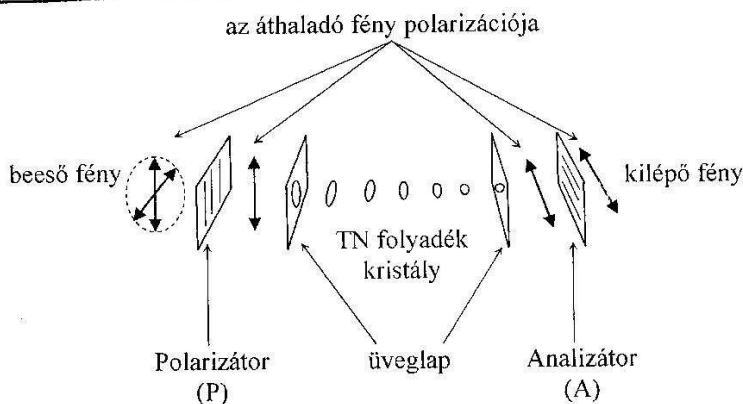 az áthaladó fény polarizációja
beeső fény
kilépő fény
TN folyadék
kristály
Polarizátor
(P)
üveglap
Analizátor
(A)